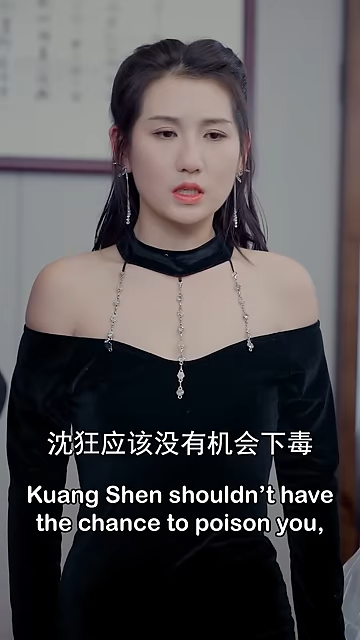 沈狂应该没有机会下毒
Kuang Shen shouldn't have
the chance to poison you,